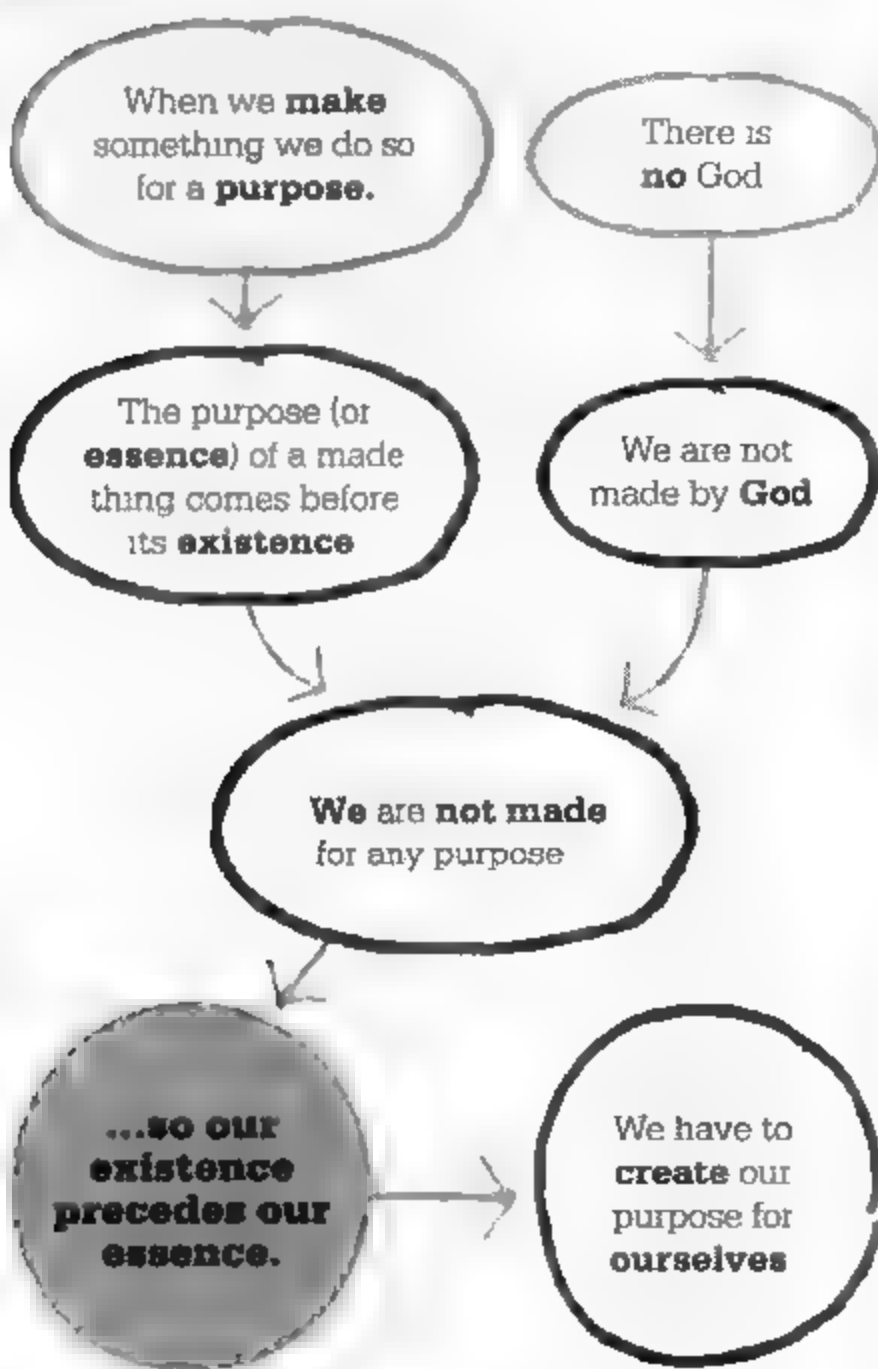 When we make
something we do so
for a purpose.
There is
no God
The purpose (or
essence) of a made
thing comes before
its existence
We are not
made by God
We are not made
for any purpose
...so our
existence
precedes our
essence.
We have to
create our
purpose for
ourselves